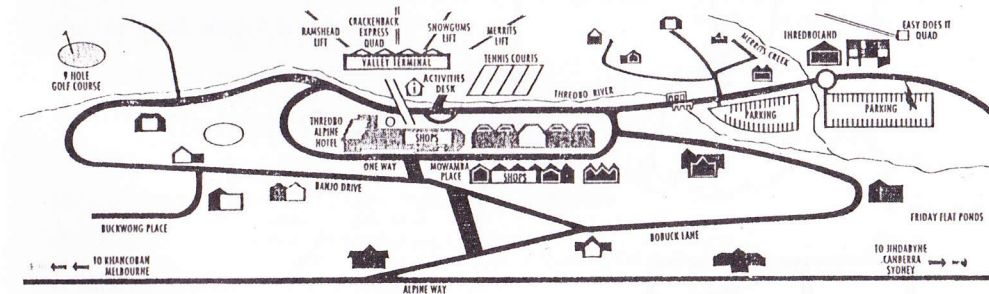 RAMSHEAD
LIFT
CRACKENBACK
EXPRESS
QUAD
SNOWGUMS
LIFT
MERRITS
LIFT
VALLEY TERMINAL
ACTIVITIES
DESK
TENNIS COURTS
9 HOLE
GOLF COURSE
THREDBO RIVER
MERRITS CREEK
THREDBOLAND
EASY DOES IT
QUAD
PARKING
PARKING
THREDBO
ALPINE
HOTEL
SHOPS
ONE WAY
MOWAMBA
PLACE
SHOPS
BANJO DRIVE
BUCKWONG PLACE
BOBUCK LANE
FRIDAY FLAT PONDS
TO KHANCOBAN
MELBOURNE
TO JINDABYNE
CANBERRA
SYDNEY
ALPINE WAY